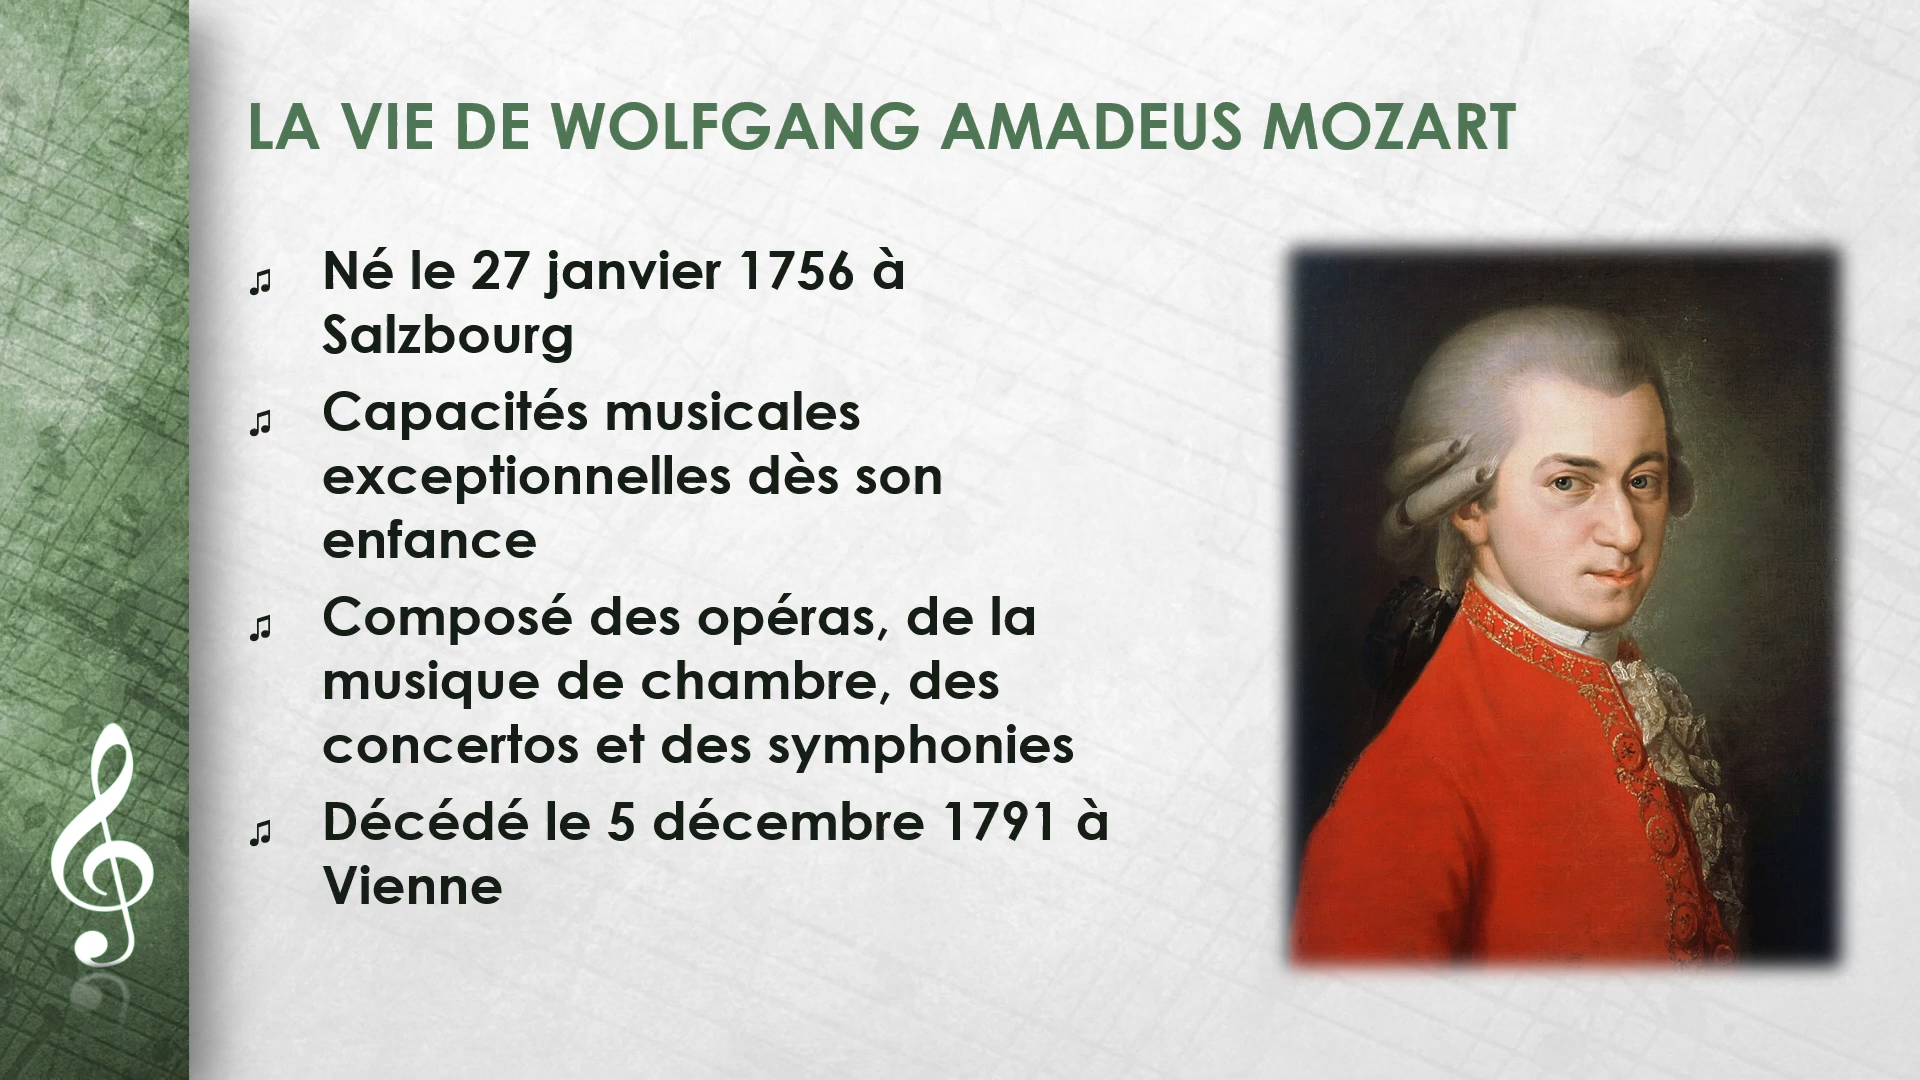 LA VIE DE WOLFGANG AMADEUS MOZART
♫ Né le 27 janvier 1756 à
Salzbourg
♫ Capacités musicales
exceptionnelles dès son
enfance
♫ Composé des opéras, de la
musique de chambre, des
concertos et des symphonies
♫ Décédé le 5 décembre 1791 à
Vienne